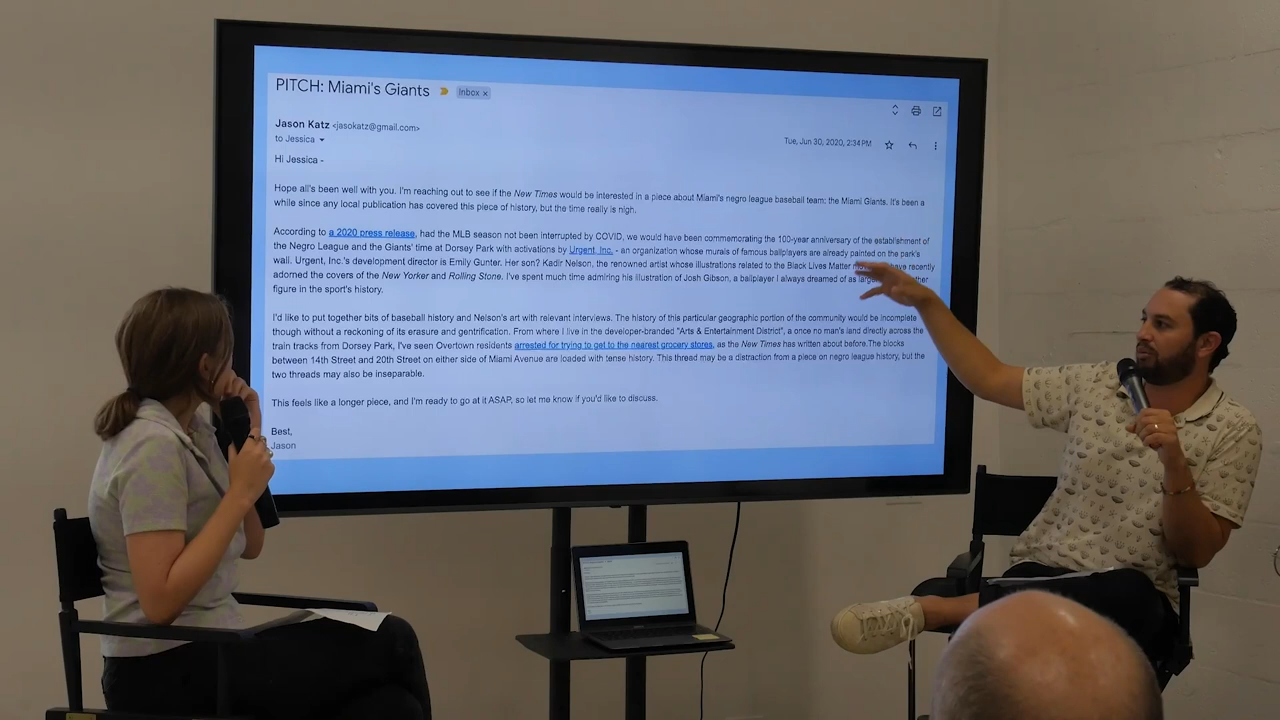 PITCH: Miami's Giants
Inbox ×
Jason Katz <jasokatz@gmail.com>
to Jessica
Tue, Jun 30, 2020, 2:34 PM
Hi Jessica -
Hope all's been well with you. I'm reaching out to see if the New Times would be interested in a piece about Miami's negro league baseball team: the Miami Giants. It's been a
while since any local publication has covered this piece of history, but the time really is nigh.
According to a 2020 press release, had the MLB season not been interrupted by COVID, we would have been commemorating the 100-year anniversary of the establishment of
the Negro League and the Giants' time at Dorsey Park with activations by Urgent, Inc. - an organization whose murals of famous ballplayers are already painted on the park's
wall. Urgent, Inc.'s development director is Emily Gunter. Her son? Kadir Nelson, the renowned artist whose illustrations related to the Black Lives Matter have recently
adorned the covers of the New Yorker and Rolling Stone. I've spent much time admiring his illustration of Josh Gibson, a ballplayer I always dreamed of as
figure in the sport's history.
I'd like to put together bits of baseball history and Nelson's art with relevant interviews. The history of this particular geographic portion of the community would be incomplete
though without a reckoning of its erasure and gentrification. From where I live in the developer-branded "Arts & Entertainment District", a once no man's land directly across the
train tracks from Dorsey Park, I've seen Overtown residents arrested for trying to get to the nearest grocery stores, as the New Times has written about before.The blocks
between 14th Street and 20th Street on either side of Miami Avenue are loaded with tense history. This thread may be a distraction from a piece on negro league history, but the
two threads may also be inseparable.
This feels like a longer piece, and I'm ready to go at it ASAP, so let me know if you'd like to discuss.
Best,
Jason